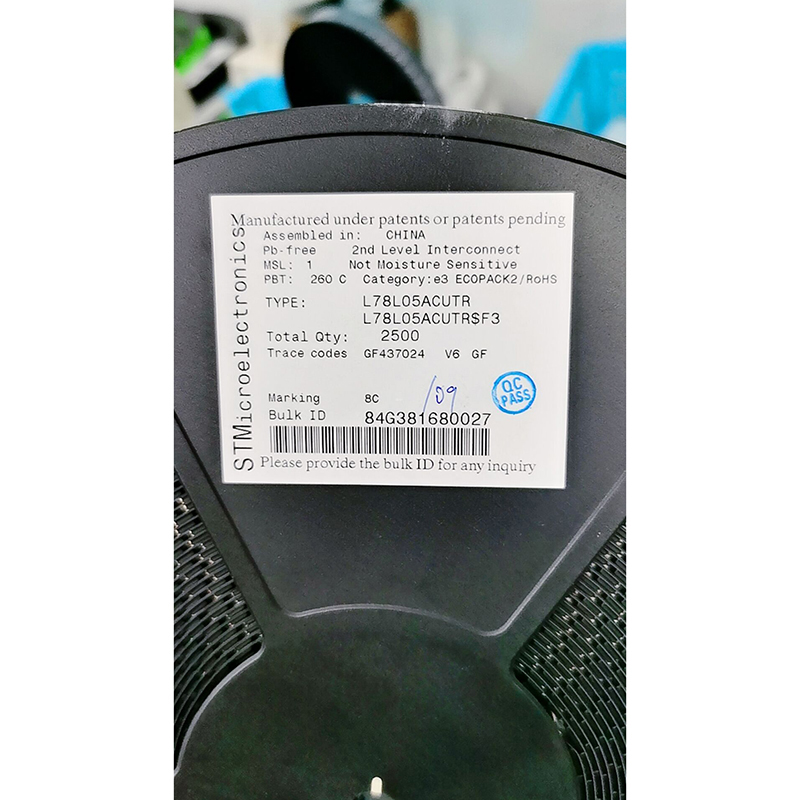 Manufactured under patents or patents pending
Assembled in: CHINA
Pb-free 2nd Level Interconnect
MSL: 1 Not Moisture Sensitive
PBT: 260 C Category:e3 ECOPACK2/RoHS
TYPE: L78L05ACUTR
L78L05ACUTR$F3
Total Qty: 2500
Trace codes GF437024 V6 GF
/09
QC
PASS
Marking 8C
Bulk ID 84G381680027
Please provide the bulk ID for any inquiry
STMicroelectronics